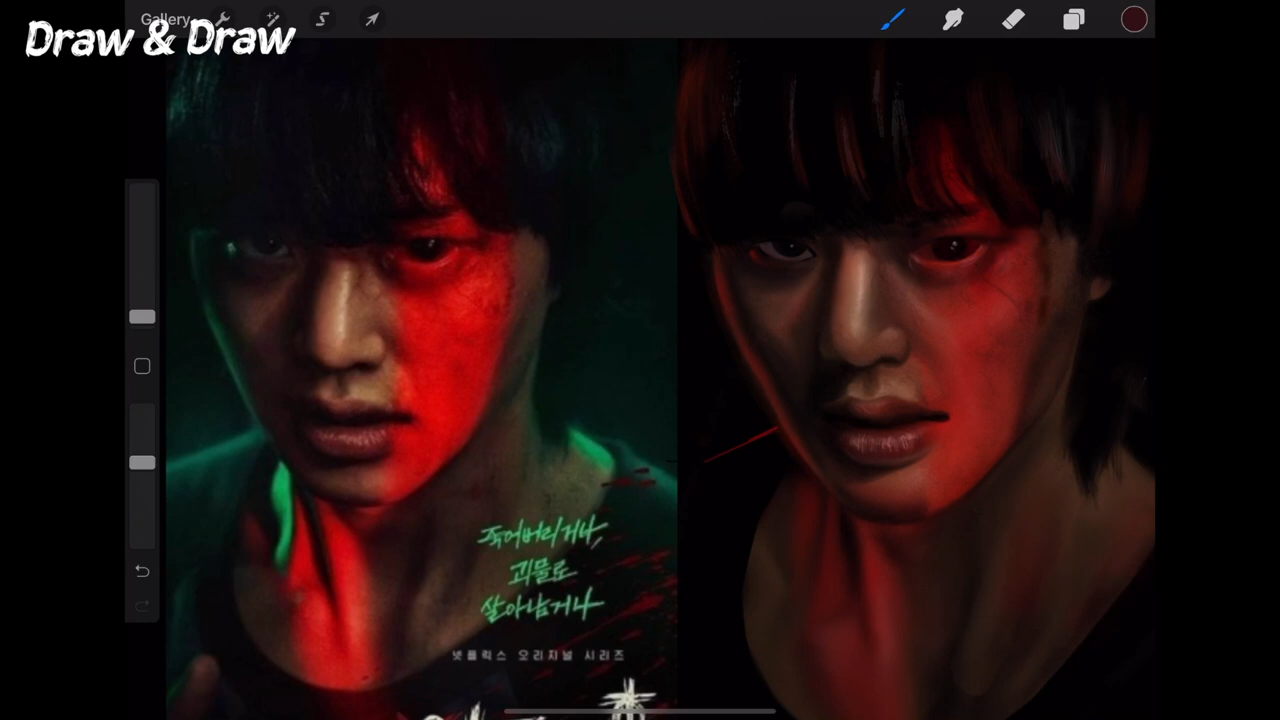 Gallery
Draw & Draw
죽어버리거나,
괴물로
살아남거나
넷플릭스 오리지널 시리즈